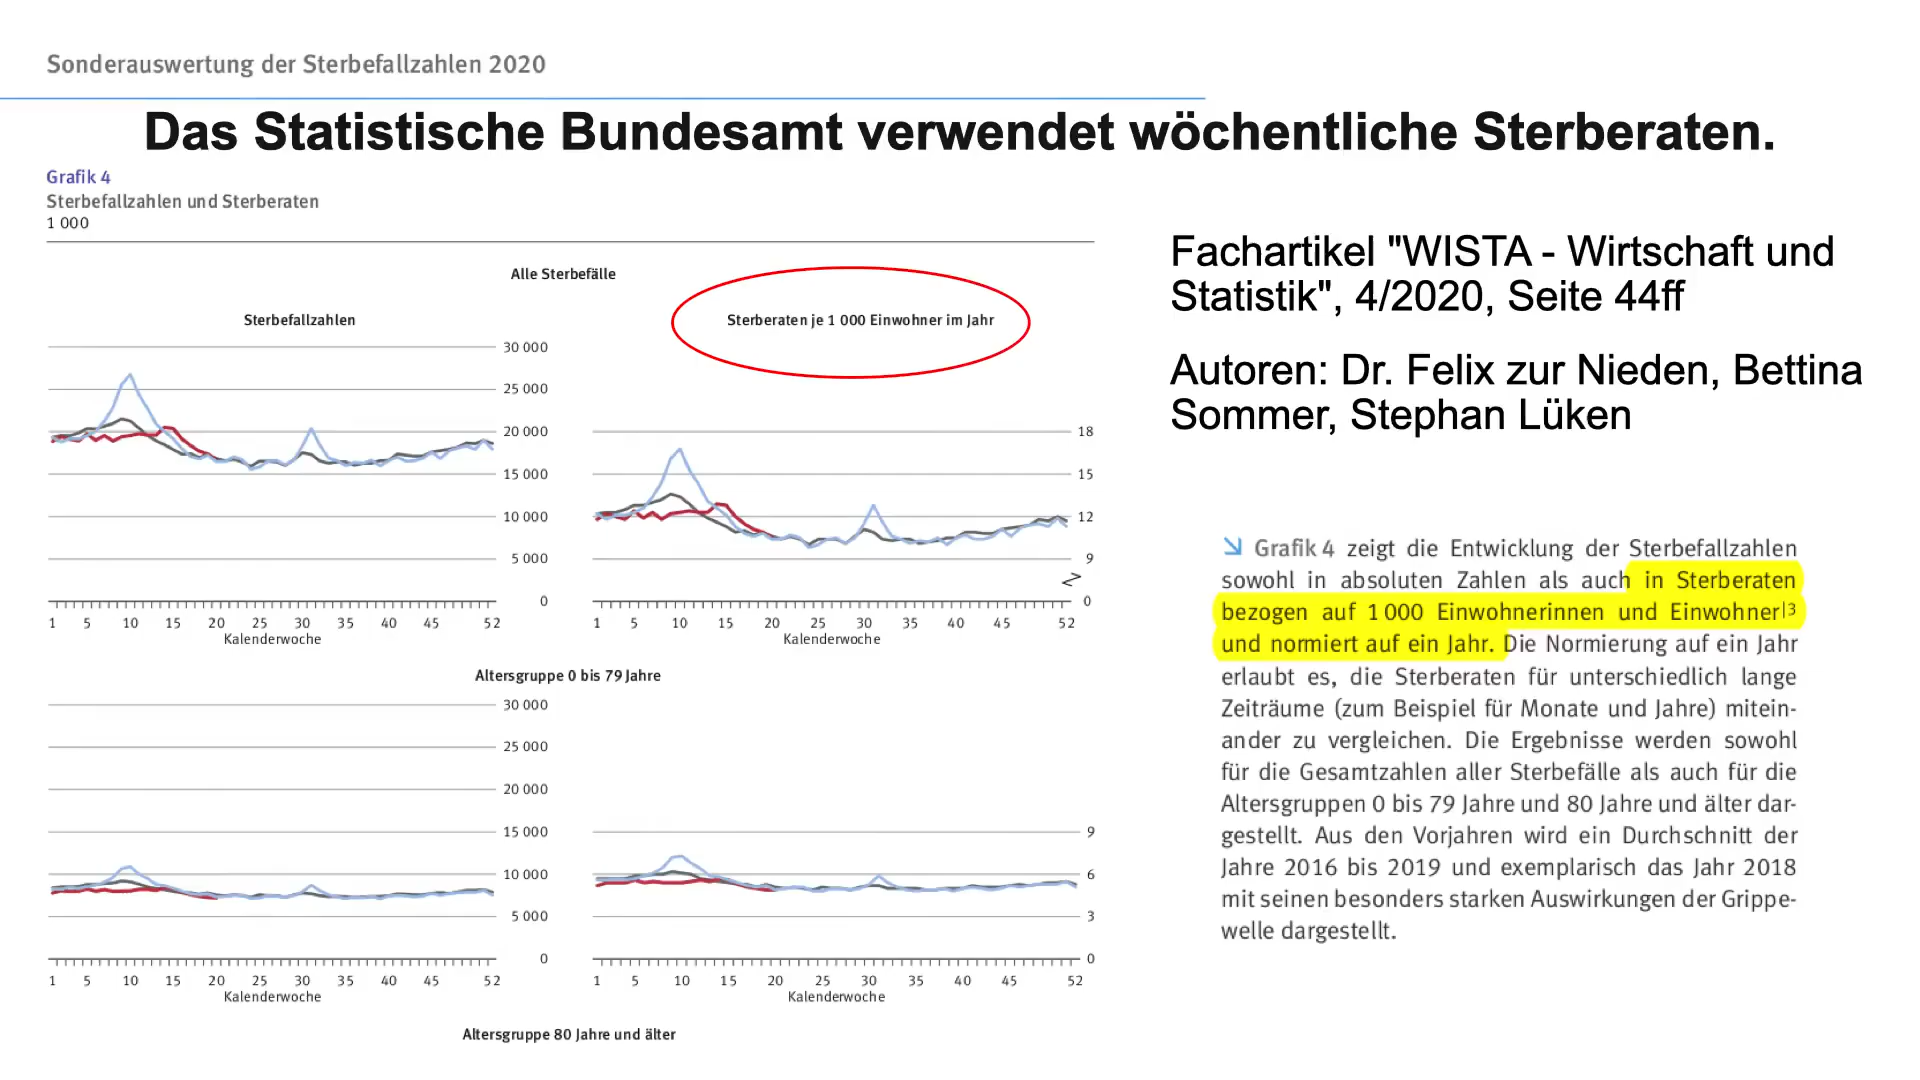 Sonderauswertung der Sterbefallzahlen 2020
Das Statistische Bundesamt verwendet wöchentliche Sterberaten.
Grafik 4
Sterbefallzahlen und Sterberaten
1 000
Alle Sterbefälle
Sterbefallzahlen
30 000
25 000
20 000
15 000
10 000
5 000
0
1 5 10 15 20 25 30 35 40 45 52
Kalenderwoche
Sterberaten je 1 000 Einwohner im Jahr
18
15
12
9
0
1 5 10 15 20 25 30 35 40 45 52
Kalenderwoche
Altersgruppe 0 bis 79 Jahre
30 000
25 000
20 000
15 000
10 000
5 000
0
1 5 10 15 20 25 30 35 40 45 52
Kalenderwoche
9
6
3
0
1 5 10 15 20 25 30 35 40 45 52
Kalenderwoche
Altersgruppe 80 Jahre und älter
Fachartikel "WISTA - Wirtschaft und
Statistik", 4/2020, Seite 44ff
Autoren: Dr. Felix zur Nieden, Bettina
Sommer, Stephan Lüken
↘ Grafik 4 zeigt die Entwicklung der Sterbefallzahlen
sowohl in absoluten Zahlen als auch in Sterberaten
bezogen auf 1 000 Einwohnerinnen und Einwohner|3
und normiert auf ein Jahr. Die Normierung auf ein Jahr
erlaubt es, die Sterberaten für unterschiedlich lange
Zeiträume (zum Beispiel für Monate und Jahre) mitein-
ander zu vergleichen. Die Ergebnisse werden sowohl
für die Gesamtzahlen aller Sterbefälle als auch für die
Altersgruppen 0 bis 79 Jahre und 80 Jahre und älter dar-
gestellt. Aus den Vorjahren wird ein Durchschnitt der
Jahre 2016 bis 2019 und exemplarisch das Jahr 2018
mit seinen besonders starken Auswirkungen der Grippe-
welle dargestellt.